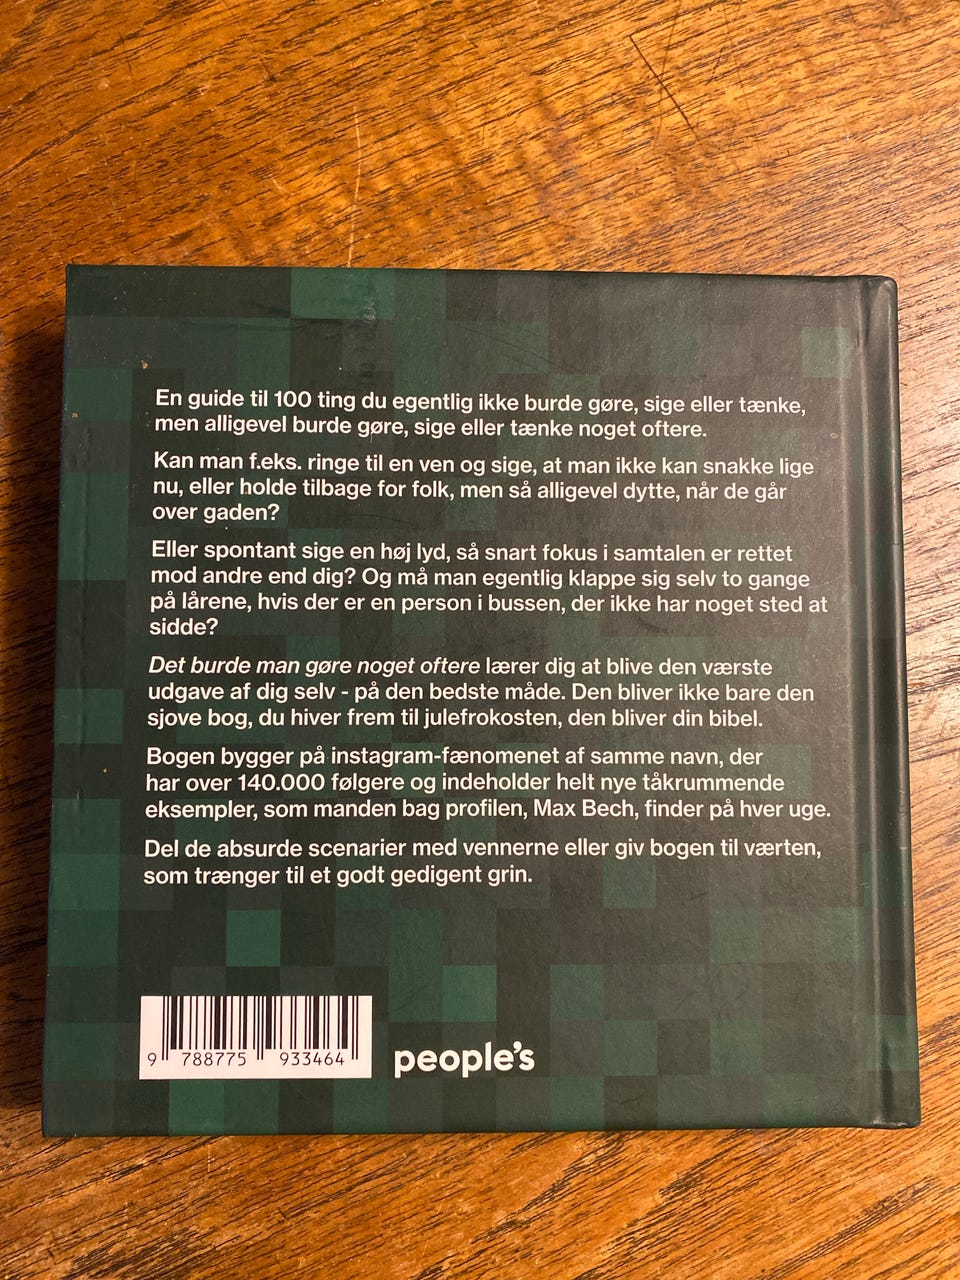 En guide til 100 ting du egentlig ikke burde gøre, sige eller tænke,
men alligevel burde gøre, sige eller tænke noget oftere.
Kan man f.eks. ringe til en ven og sige, at man ikke kan snakke lige
nu, eller holde tilbage for folk, men så alligevel dytte, når de går
over gaden?
Eller spontant sige en høj lyd, så snart fokus i samtalen er rettet
mod andre end dig? Og må man egentlig klappe sig selv to gange
på lårene, hvis der er en person i bussen, der ikke har noget sted at
sidde?
Det burde man gøre noget oftere lærer dig at blive den værste
udgave af dig selv - på den bedste måde. Den bliver ikke bare den
sjove bog, du hiver frem til julefrokosten, den bliver din bibel.
Bogen bygger på instagram-fænomenet af samme navn, der
har over 140.000 følgere og indeholder helt nye tåkrummende
eksempler, som manden bag profilen, Max Bech, finder på hver uge.
Del de absurde scenarier med vennerne eller giv bogen til værten,
som trænger til et godt gedigent grin.
9 788775 933464
people's